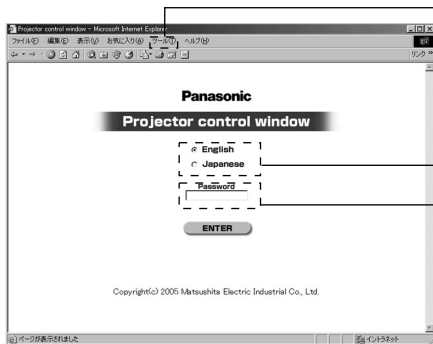 Projector control window - Microsoft Internet Explorer
ファイル(F) 編集(E) 表示(V) お気に入り(A) ツール(T) ヘルプ(H)
リンク »
Panasonic
Projector control window
English
Japanese
Password
ENTER
Copyright(c) 2005 Matsushita Electric Industrial Co., Ltd.
ページが表示されました
イントラネット